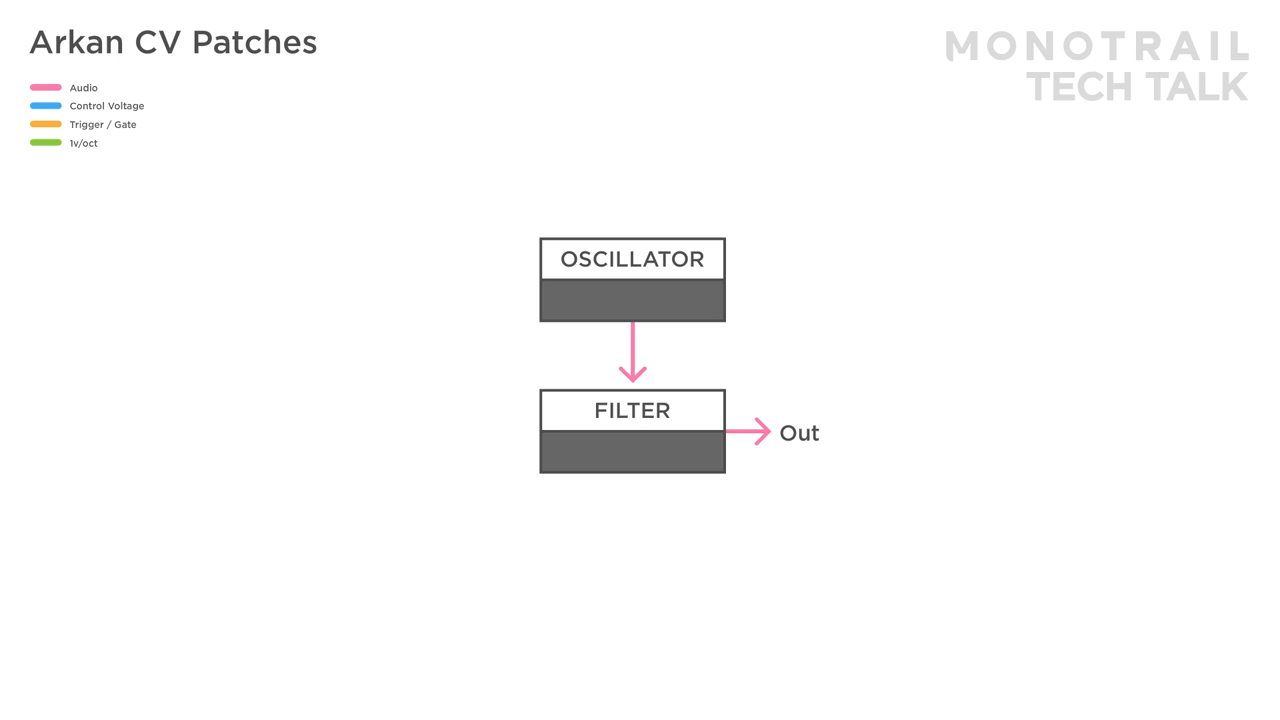 Arkan CV Patches
MONOTRAIL
TECH TALK
Audio
Control Voltage
Trigger / Gate
1v/oct
OSCILLATOR
FILTER
Out